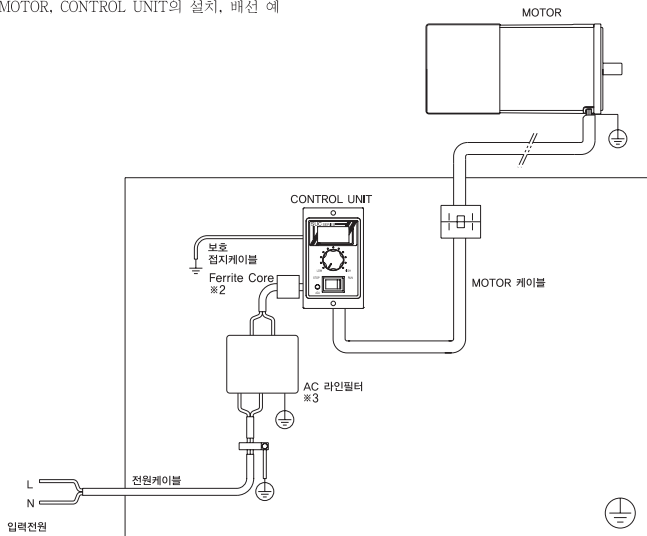 MOTOR, CONTROL UNIT의 설치, 배선 예
MOTOR
CONTROL UNIT
보호
접지케이블
Ferrite Core
※2
MOTOR 케이블
AC 라인필터
※3
전원케이블
L
N
입력전원